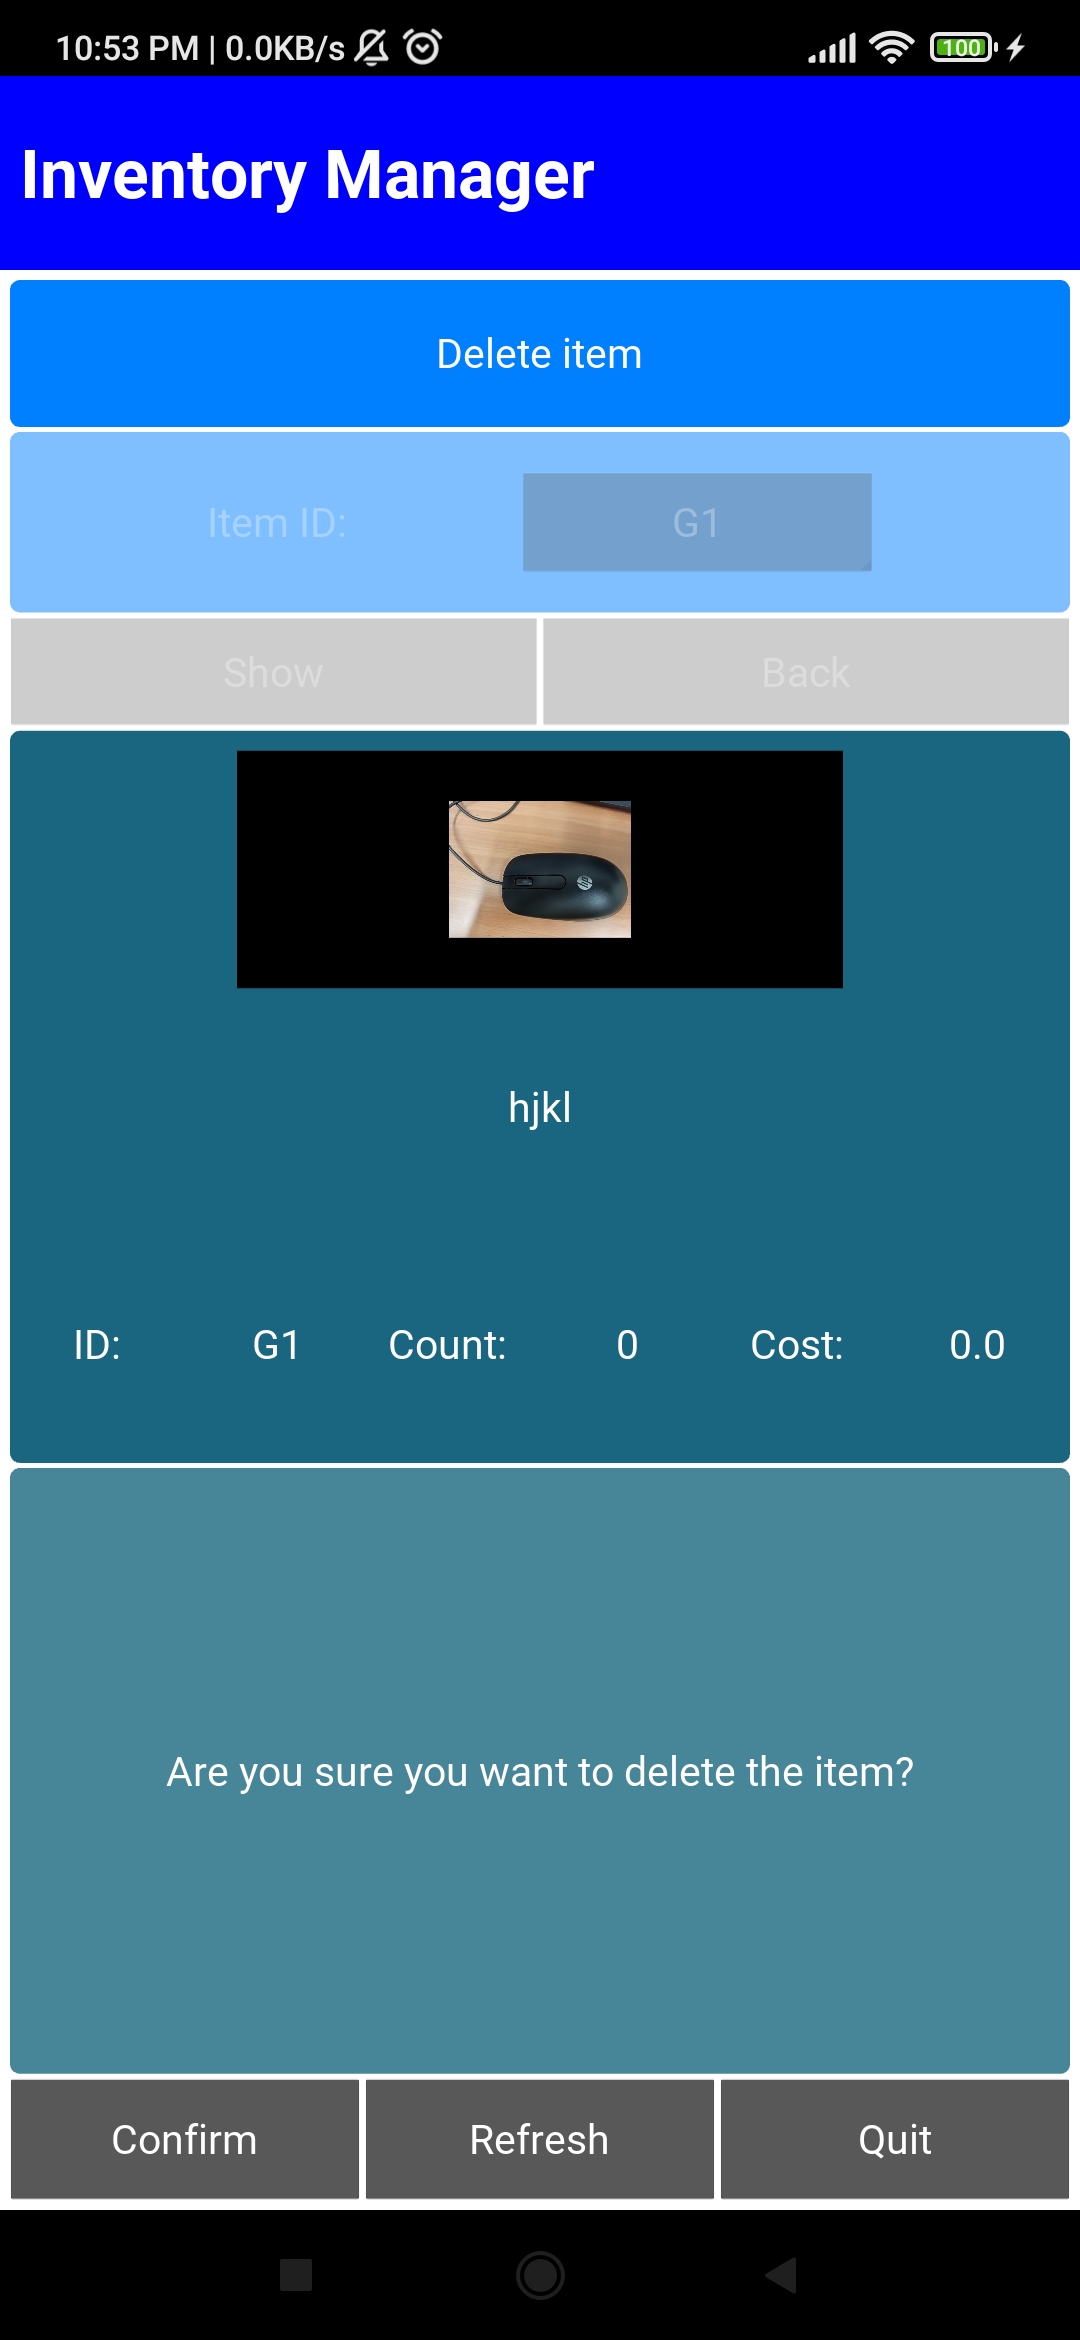 10:53 PM | 0.0KB/s 100
Inventory Manager
Delete item
Item ID: G1
Show Back
hjkl
ID: G1 Count: 0 Cost: 0.0
Are you sure you want to delete the item?
Confirm Refresh Quit